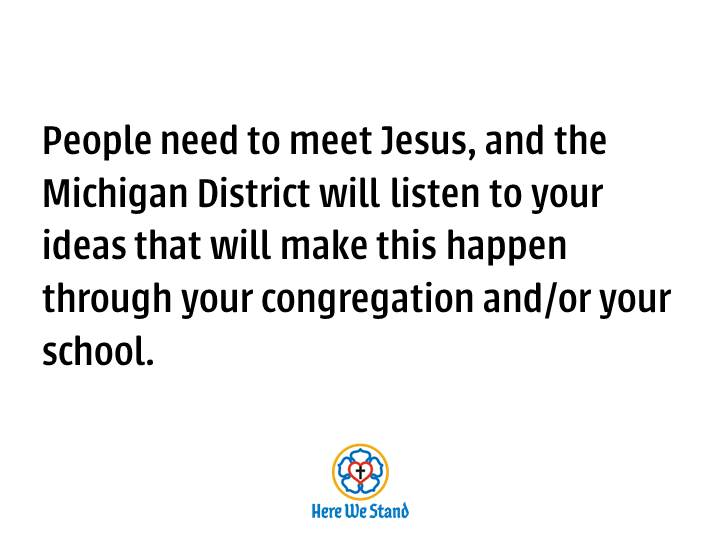 People need to meet Jesus, and the
Michigan District will listen to your
ideas that will make this happen
through your congregation and/or your
school.
Here We Stand